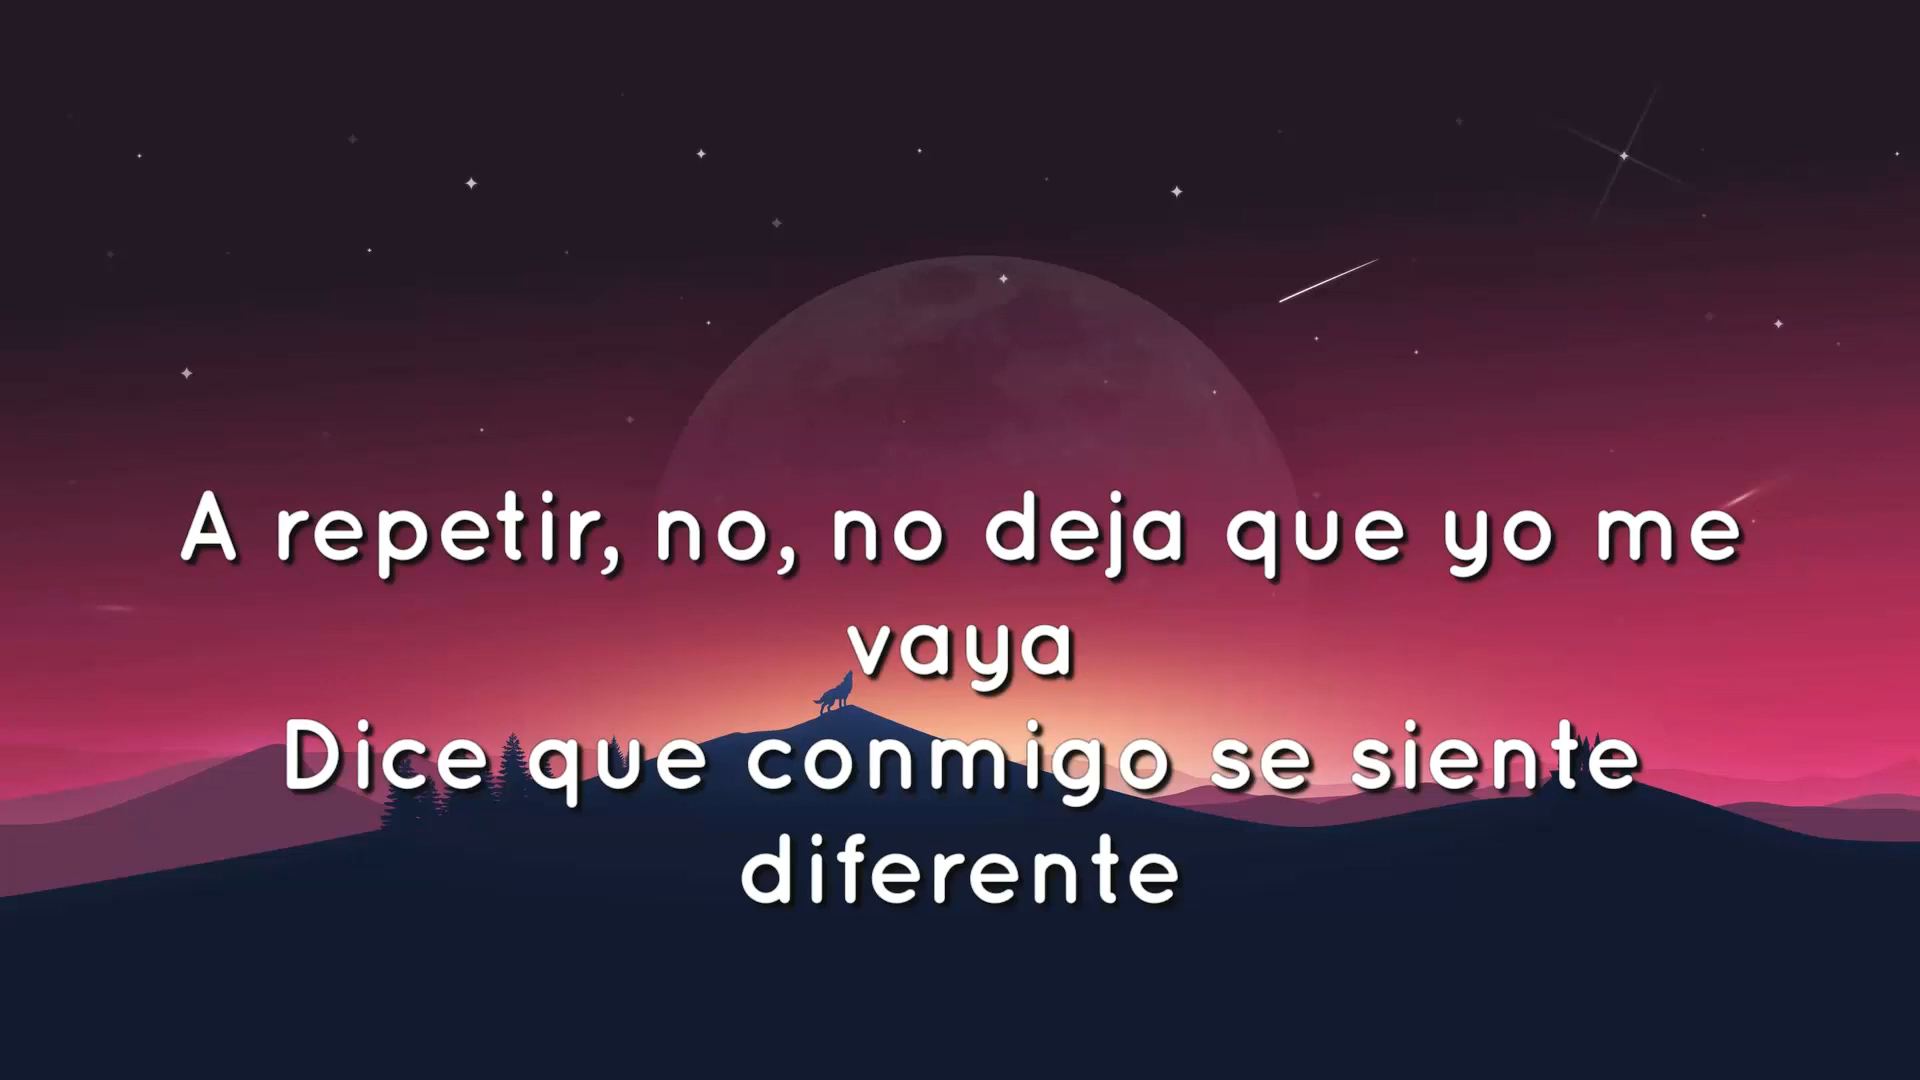 A repetir, no, no deja que yo me
vaya
Dice que conmigo se siente
diferente